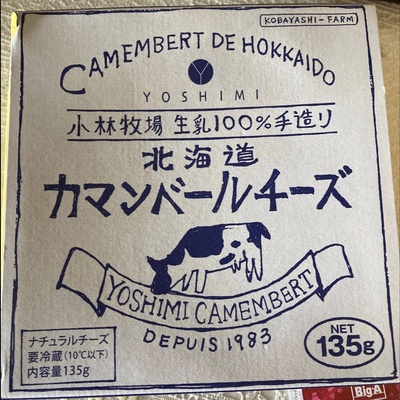 KOBAYASHI-FARM
CAMEMBERT DE HOKKAIDO
YOSHIMI
小林牧場 生乳100%手造り
北海道
カマンベールチーズ
YOSHIMI CAMEMBERT
DEPUIS 1983
ナチュラルチーズ
要冷蔵(10℃以下)
内容量135g
NET
135g
Big-A